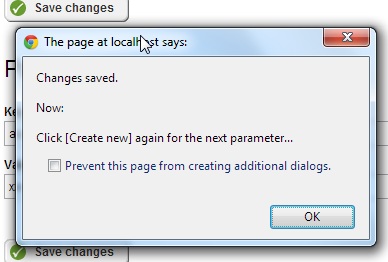 Save changes
The page at localhost says:
Changes saved.
Now:
Click [Create new] again for the next parameter...
Prevent this page from creating additional dialogs.
OK
Save changes